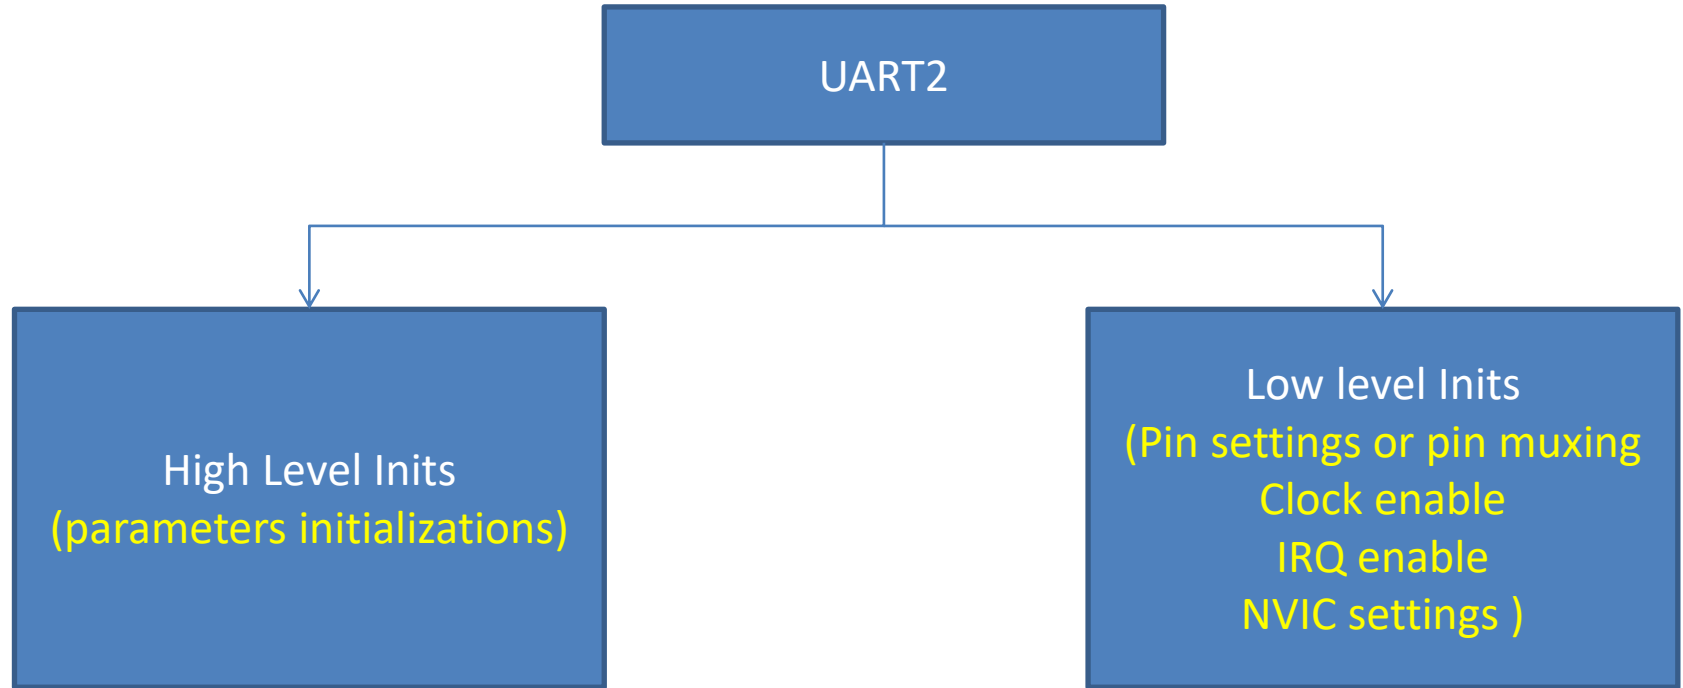 UART2
High Level Inits
(parameters initializations)
Low level Inits
(Pin settings or pin muxing
Clock enable
IRQ enable
NVIC settings )